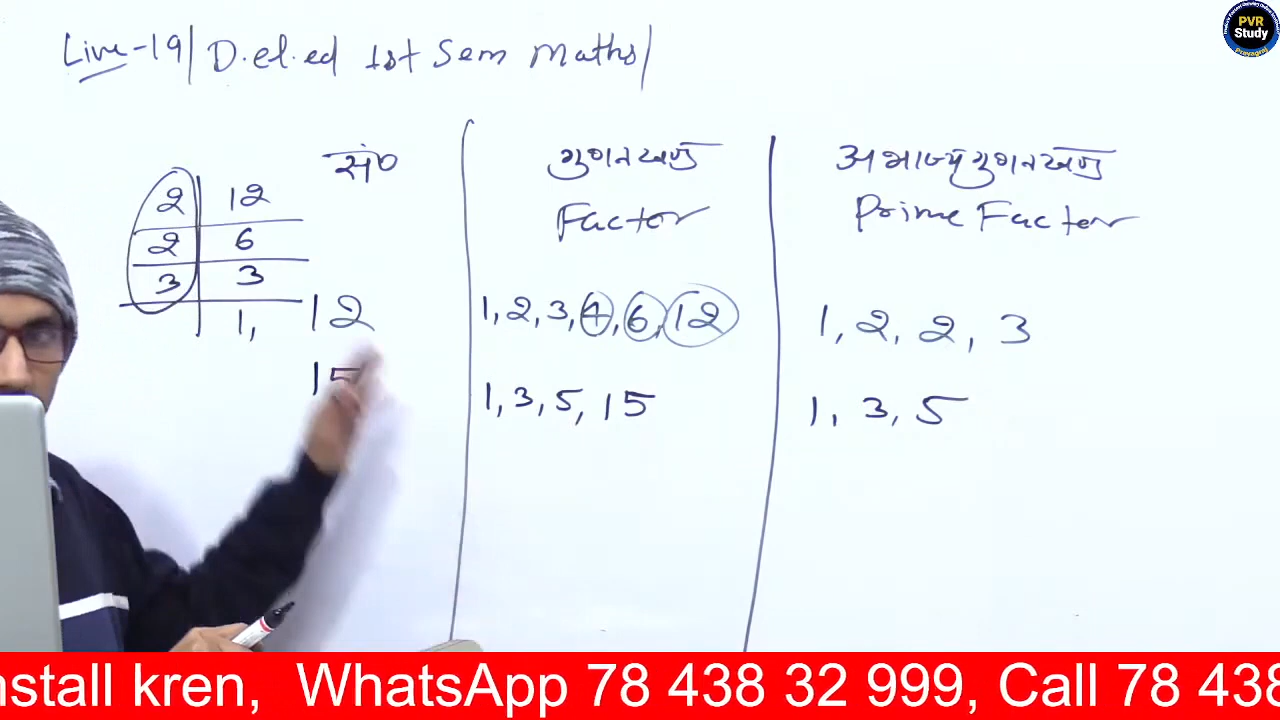 Live-19/ D.el.ed 1st Sem Maths/
PVR
Study
Prayagraj
सं०
गुणनखण्ड
अभाज्य गुणनखण्ड
Factor
Prime Factor
2 12
2 6
3 3
1,
12
1, 2, 3, 4, 6, 12
1, 2, 2, 3
15
1, 3, 5, 15
1, 3, 5
nstall kren, WhatsApp 78 438 32 999, Call 78 438